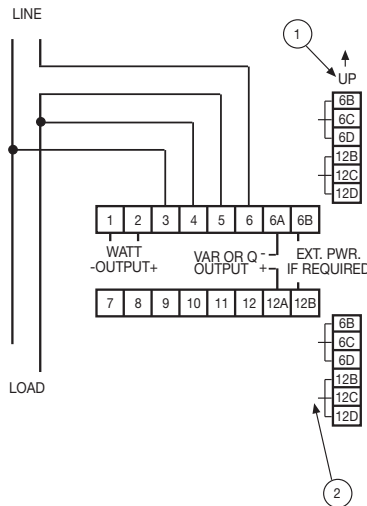 LINE
1
UP
6B
6C
6D
12B
12C
12D
1 2 3 4 5 6 6A 6B
WATT
-OUTPUT+
VAR OR Q -
OUTPUT +
EXT. PWR.
IF REQUIRED
7 8 9 10 11 12 12A 12B
6B
6C
6D
12B
12C
12D
LOAD
2